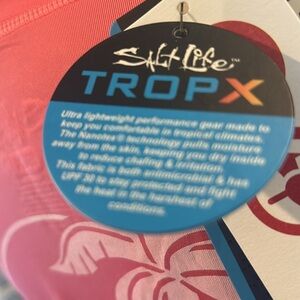 Salt Life™
TROPX
Ultra lightweight performance gear made to
keep you comfortable in tropical climates.
The Nanotex® technology pulls moisture
away from the skin, keeping you dry inside
to reduce chafing & irritation.
This fabric is both antimicrobial & has
UPF 30 to stay protected and fight
the heat in the harshest of
conditions.